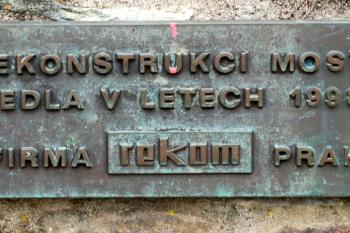 EKONSTRUKCI MOS
EDLA V LETECH 199
FIRMA rekom PRA